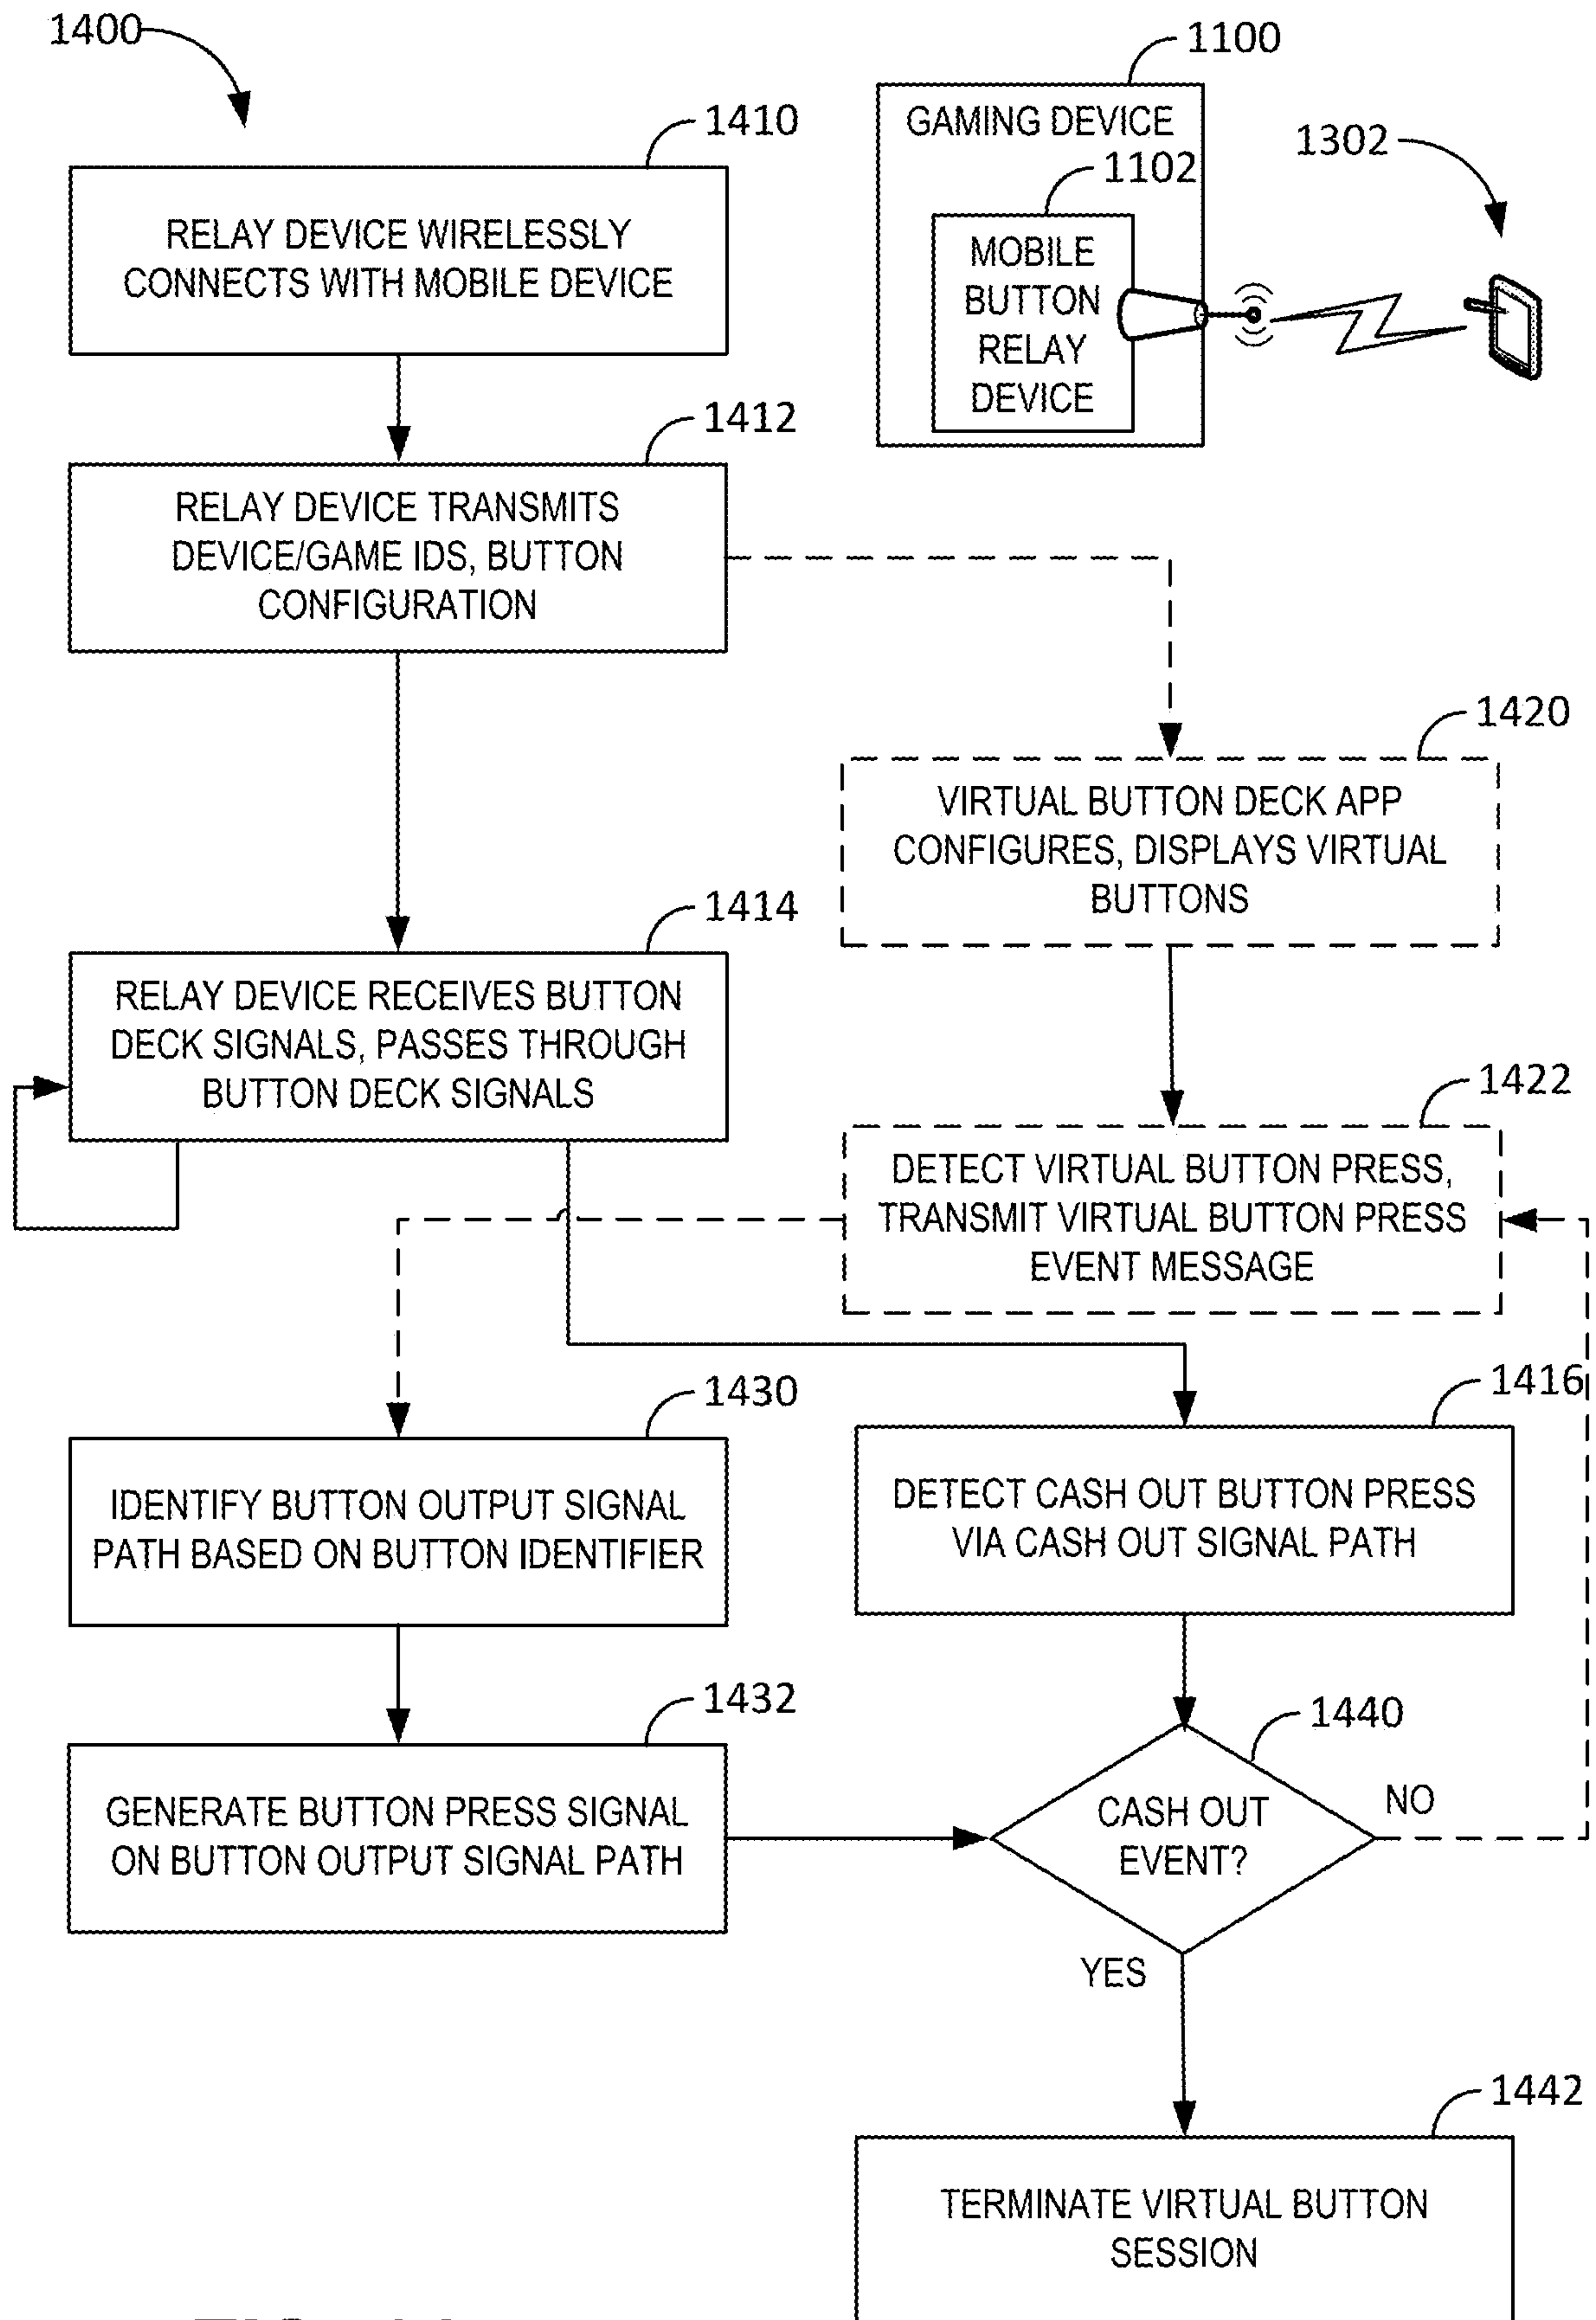 1400
1100
GAMING DEVICE
1102
MOBILE
BUTTON
RELAY
DEVICE
1302
1410
RELAY DEVICE WIRELESSLY
CONNECTS WITH MOBILE DEVICE
1412
RELAY DEVICE TRANSMITS
DEVICE/GAME IDS, BUTTON
CONFIGURATION
1420
VIRTUAL BUTTON DECK APP
CONFIGURES, DISPLAYS VIRTUAL
BUTTONS
1414
RELAY DEVICE RECEIVES BUTTON
DECK SIGNALS, PASSES THROUGH
BUTTON DECK SIGNALS
1422
DETECT VIRTUAL BUTTON PRESS,
TRANSMIT VIRTUAL BUTTON PRESS
EVENT MESSAGE
1430
IDENTIFY BUTTON OUTPUT SIGNAL
PATH BASED ON BUTTON IDENTIFIER
1416
DETECT CASH OUT BUTTON PRESS
VIA CASH OUT SIGNAL PATH
1432
GENERATE BUTTON PRESS SIGNAL
ON BUTTON OUTPUT SIGNAL PATH
1440
CASH OUT
EVENT?
NO
YES
1442
TERMINATE VIRTUAL BUTTON
SESSION